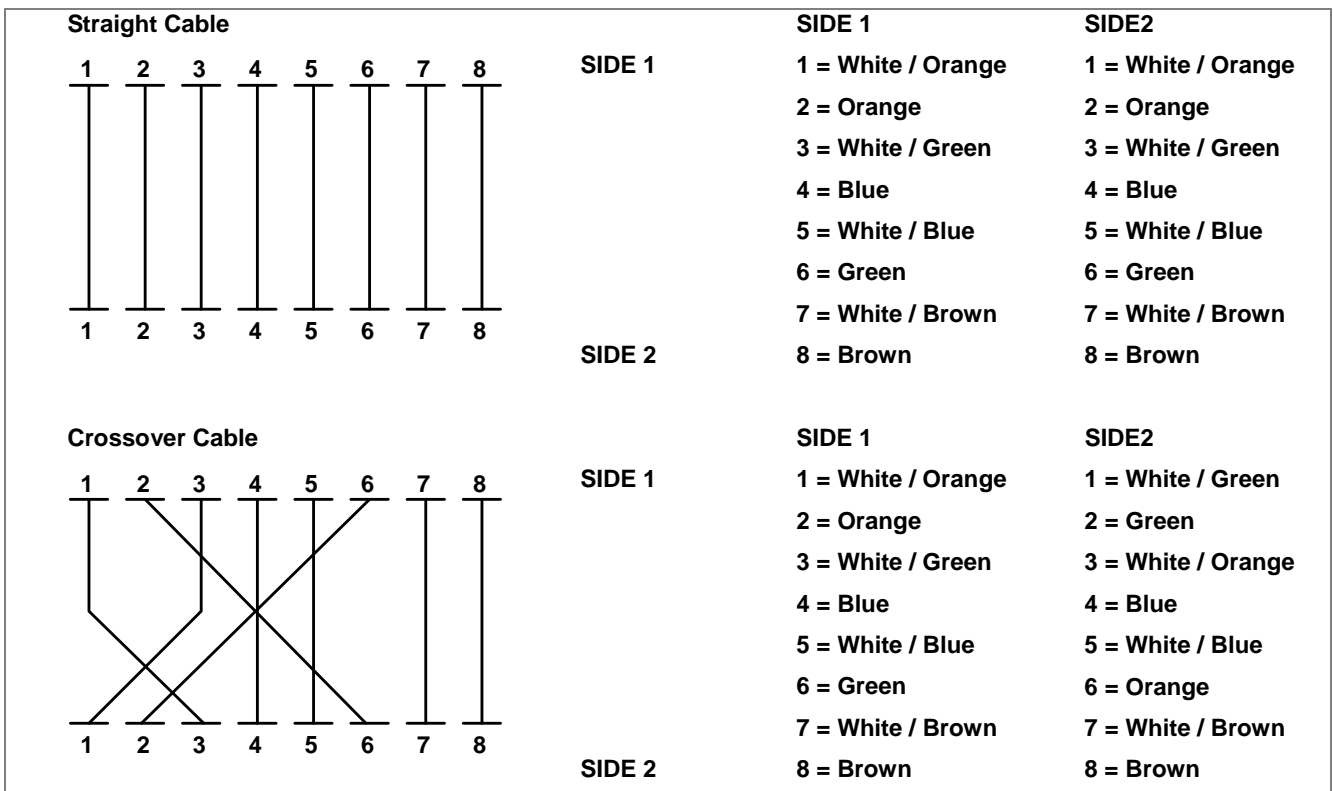 Straight Cable SIDE 1 SIDE2
1 2 3 4 5 6 7 8 SIDE 1 1 = White / Orange 1 = White / Orange
2 = Orange 2 = Orange
3 = White / Green 3 = White / Green
4 = Blue 4 = Blue
5 = White / Blue 5 = White / Blue
6 = Green 6 = Green
7 = White / Brown 7 = White / Brown
1 2 3 4 5 6 7 8
SIDE 2 8 = Brown 8 = Brown
Crossover Cable SIDE 1 SIDE2
1 2 3 4 5 6 7 8 SIDE 1 1 = White / Orange 1 = White / Green
2 = Orange 2 = Green
3 = White / Green 3 = White / Orange
4 = Blue 4 = Blue
5 = White / Blue 5 = White / Blue
6 = Green 6 = Orange
7 = White / Brown 7 = White / Brown
1 2 3 4 5 6 7 8
SIDE 2 8 = Brown 8 = Brown